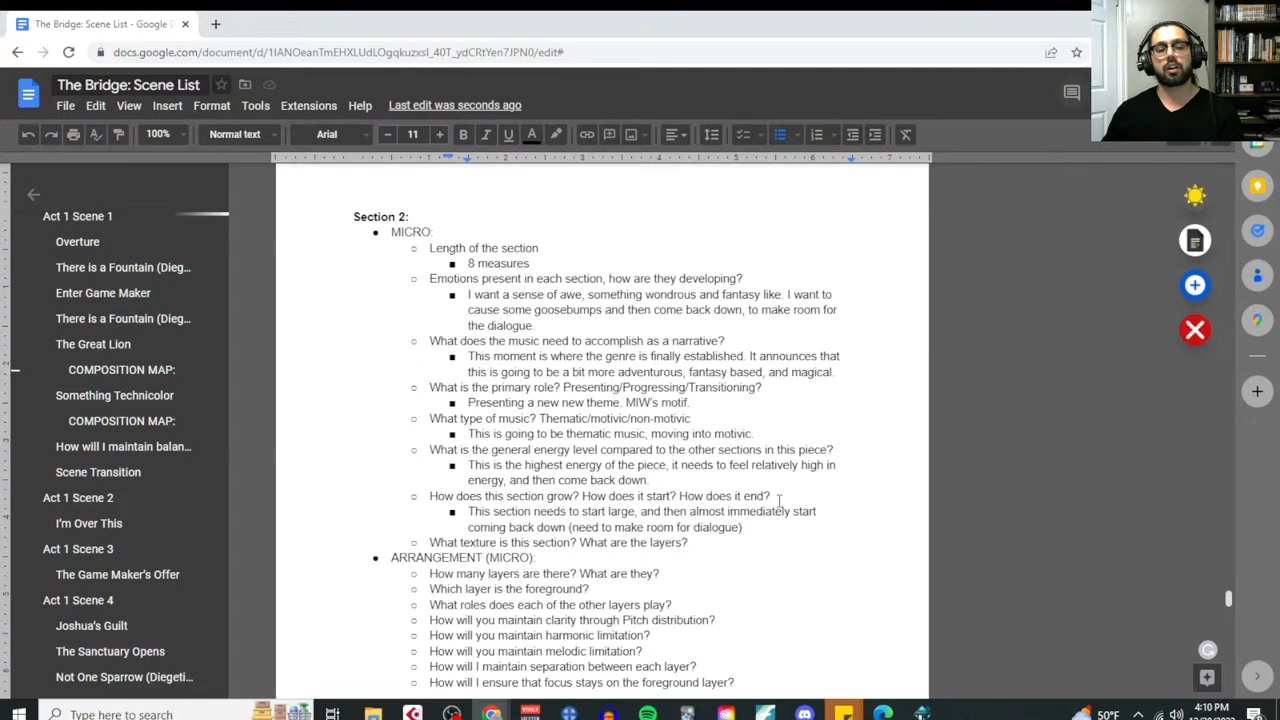 The Bridge: Scene List - Google D
docs.google.com/document/d/1IANOeanTmEHXLUdLOgqkuzxsI_40T_ydCRtYen7JPN0/edit#
The Bridge: Scene List
File Edit View Insert Format Tools Extensions Help Last edit was seconds ago
100% Normal text Arial 11
1 1 2 3 4 5 6 7
Act 1 Scene 1
Overture
There is a Fountain (Dieg...
Enter Game Maker
There is a Fountain (Dieg...
The Great Lion
COMPOSITION MAP:
Something Technicolor
COMPOSITION MAP:
How will I maintain balan...
Scene Transition
Act 1 Scene 2
I'm Over This
Act 1 Scene 3
The Game Maker's Offer
Act 1 Scene 4
Joshua's Guilt
The Sanctuary Opens
Not One Sparrow (Diegeti...
Section 2:
MICRO:
Length of the section
8 measures
Emotions present in each section, how are they developing?
I want a sense of awe, something wondrous and fantasy like. I want to
cause some goosebumps and then come back down, to make room for
the dialogue.
What does the music need to accomplish as a narrative?
This moment is where the genre is finally established. It announces that
this is going to be a bit more adventurous, fantasy based, and magical.
What is the primary role? Presenting/Progressing/Transitioning?
Presenting a new new theme. MIW's motif.
What type of music? Thematic/motivic/non-motivic
This is going to be thematic music, moving into motivic.
What is the general energy level compared to the other sections in this piece?
This is the highest energy of the piece, it needs to feel relatively high in
energy, and then come back down.
How does this section grow? How does it start? How does it end?
This section needs to start large, and then almost immediately start
coming back down (need to make room for dialogue)
What texture is this section? What are the layers?
ARRANGEMENT (MICRO):
How many layers are there? What are they?
Which layer is the foreground?
What roles does each of the other layers play?
How will you maintain clarity through Pitch distribution?
How will you maintain harmonic limitation?
How will you maintain melodic limitation?
How will I maintain separation between each layer?
How will I ensure that focus stays on the foreground layer?
Type here to search
50°F
4:10 PM